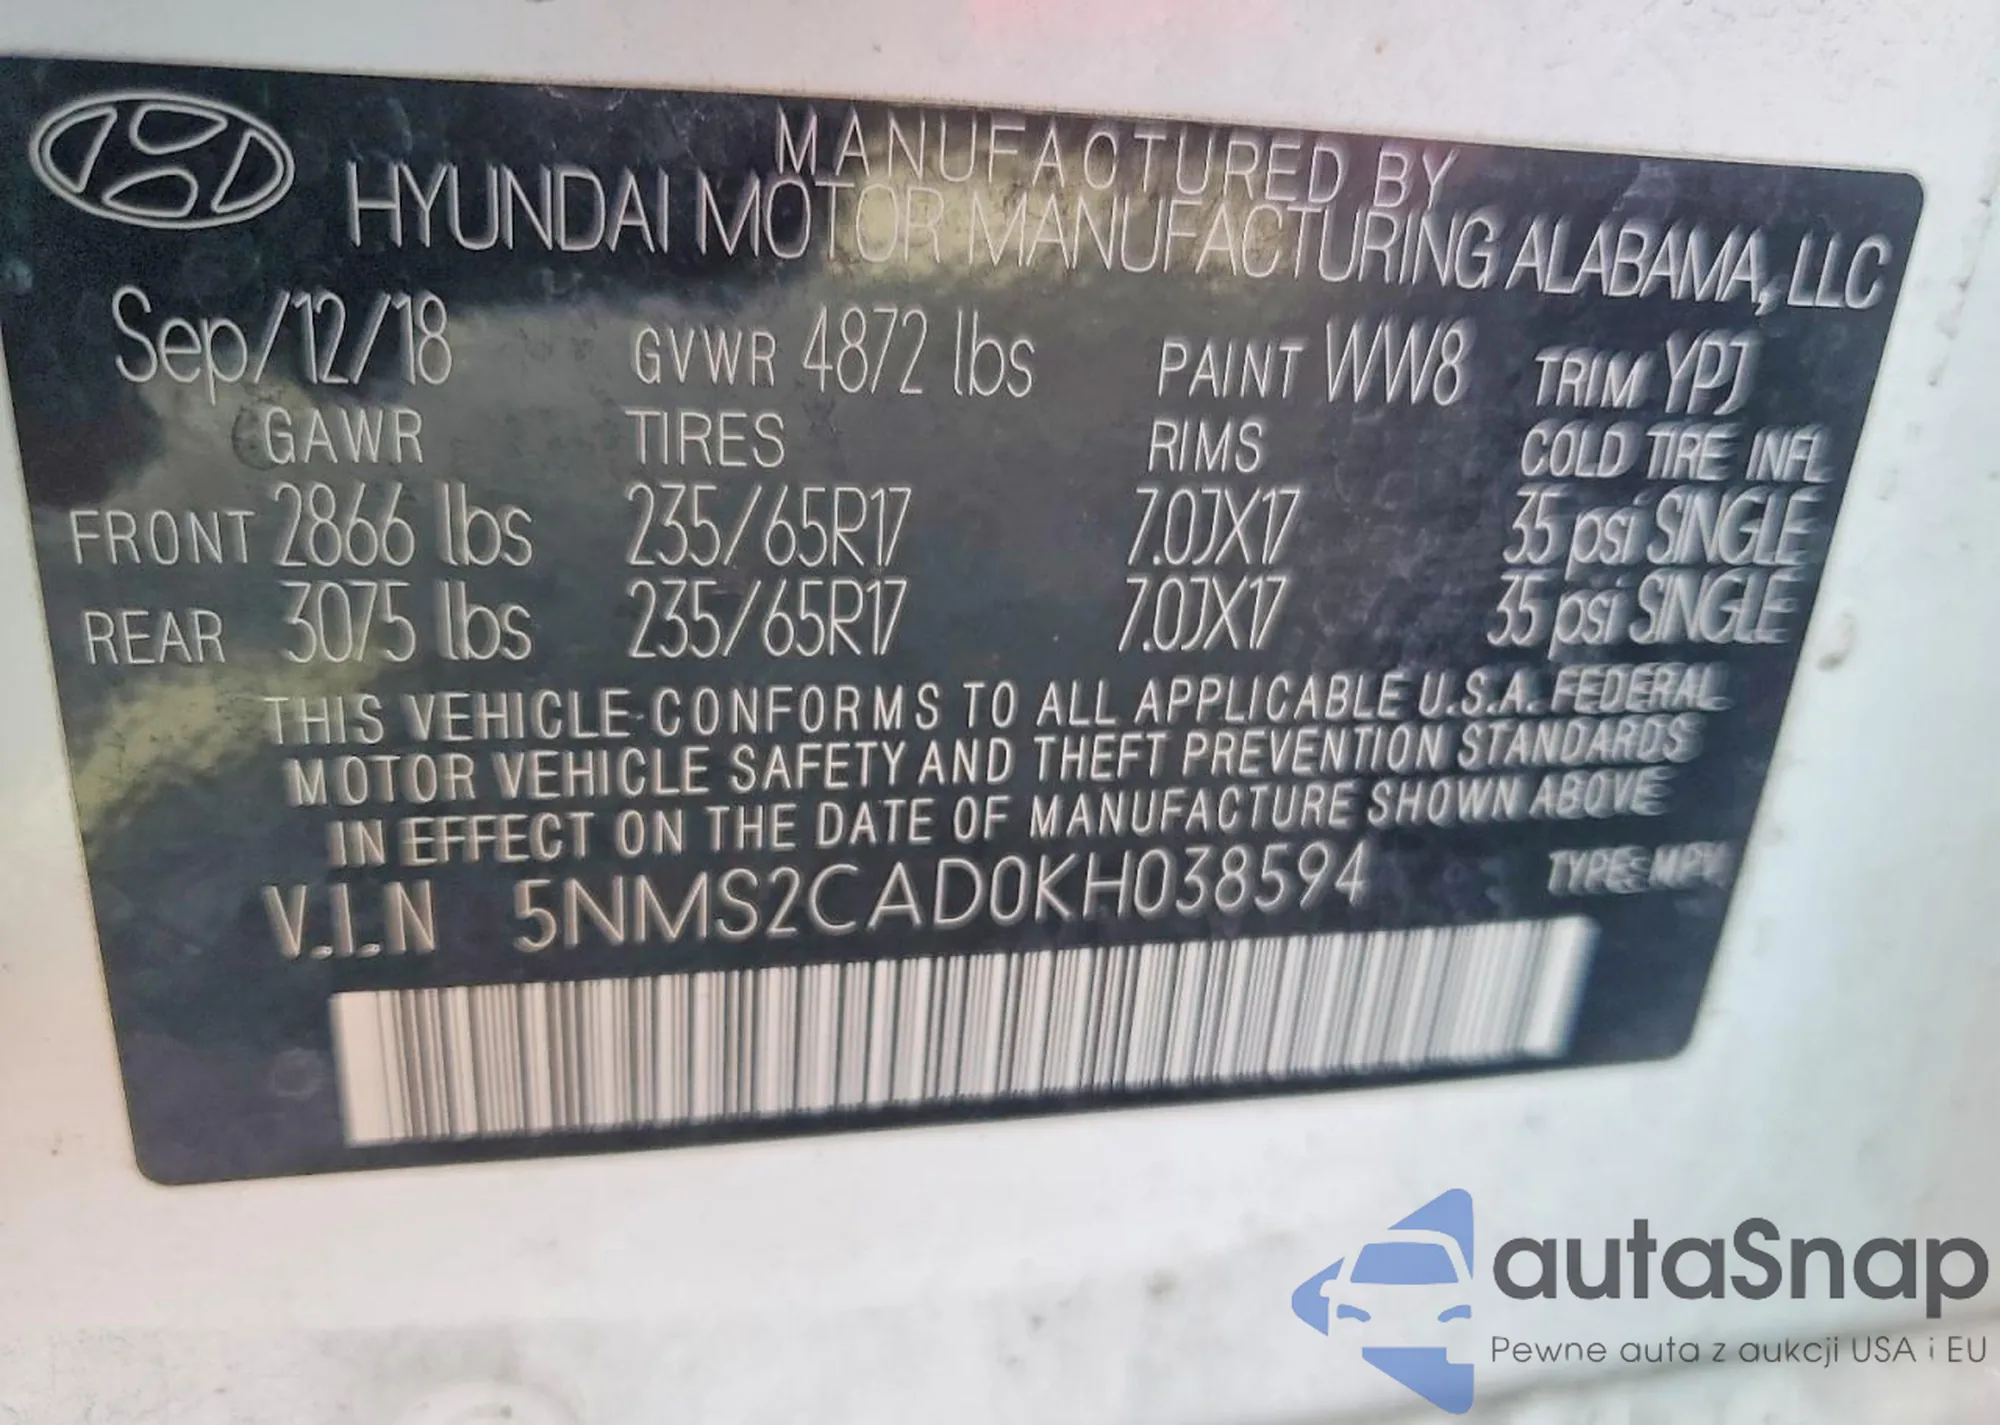 MANUFACTURED BY
HYUNDAI MOTOR MANUFACTURING ALABAMA, LLC
Sep/12/18 GVWR 4872 lbs PAINT WW8 TRIM YPJ
GAWR TIRES RIMS COLD TIRE INFL
FRONT 2866 lbs 235/65R17 7.0JX17 35 psi SINGLE
REAR 3075 lbs 235/65R17 7.0JX17 35 psi SINGLE
THIS VEHICLE CONFORMS TO ALL APPLICABLE U.S.A. FEDERAL
MOTOR VEHICLE SAFETY AND THEFT PREVENTION STANDARDS
IN EFFECT ON THE DATE OF MANUFACTURE SHOWN ABOVE
V.I.N 5NMS2CAD0KH038594 TYPE: MPV
autaSnap
Pewne auta z aukcji USA i EU